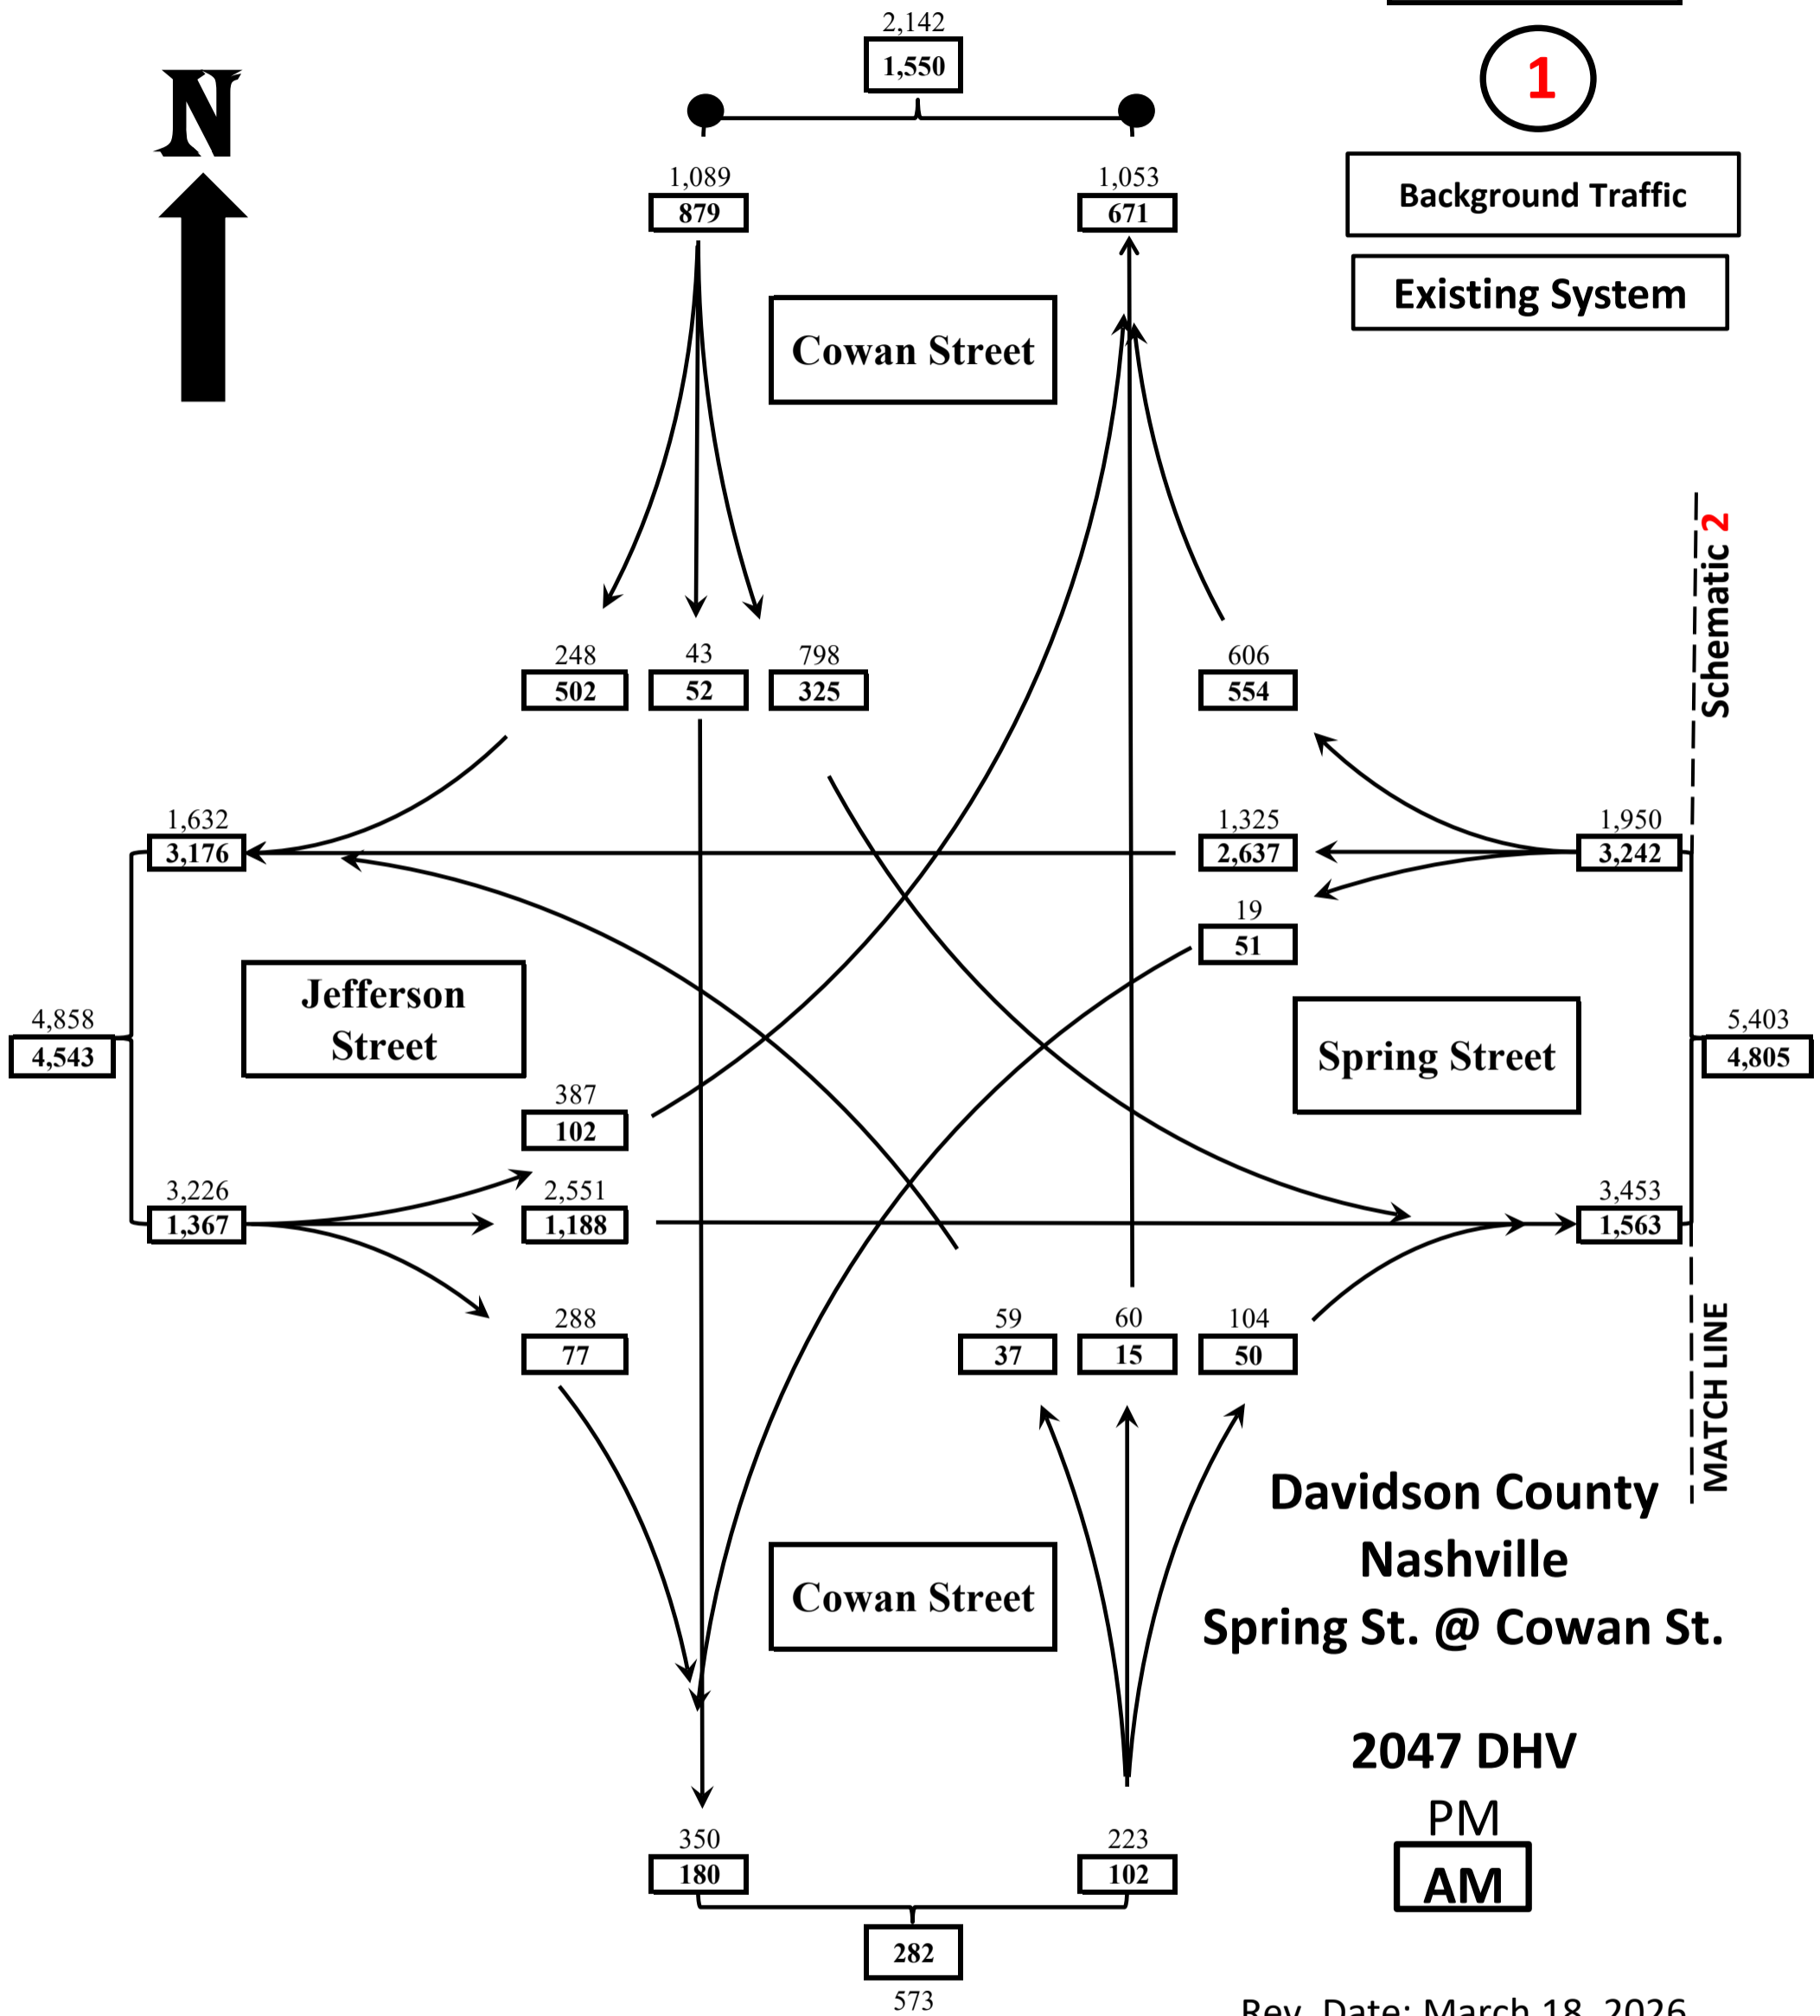 2,142
1,550
N
1
Background Traffic
Existing System
1,089
879
1,053
671
Cowan Street
Schematic 2
248
502
43
52
798
325
606
554
1,632
3,176
1,325
2,637
1,950
3,242
19
51
Jefferson
Street
4,858
4,543
Spring Street
5,403
4,805
387
102
3,226
1,367
2,551
1,188
3,453
1,563
288
77
59
37
60
15
104
50
MATCH LINE
Cowan Street
Davidson County
Nashville
Spring St. @ Cowan St.
2047 DHV
PM
AM
350
180
223
102
282
573
Rev. Date: March 18, 2026